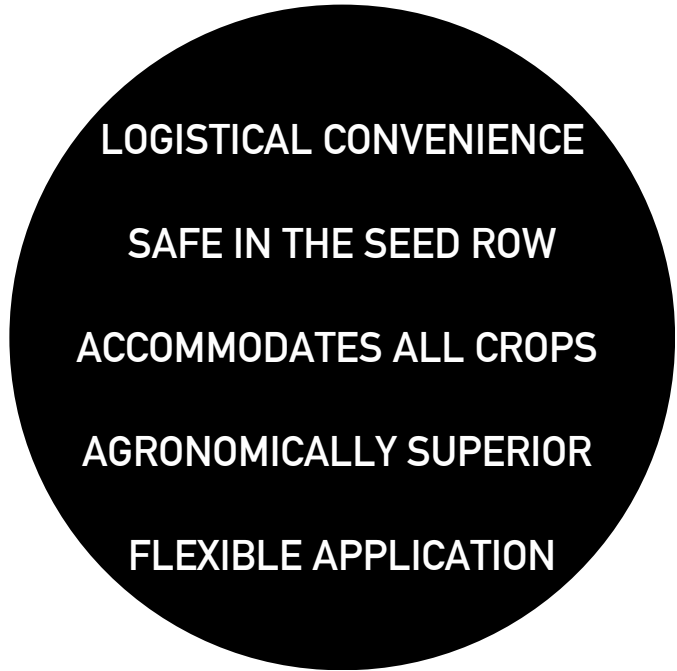 LOGISTICAL CONVENIENCE
SAFE IN THE SEED ROW
ACCOMMODATES ALL CROPS
AGRONOMICALLY SUPERIOR
FLEXIBLE APPLICATION